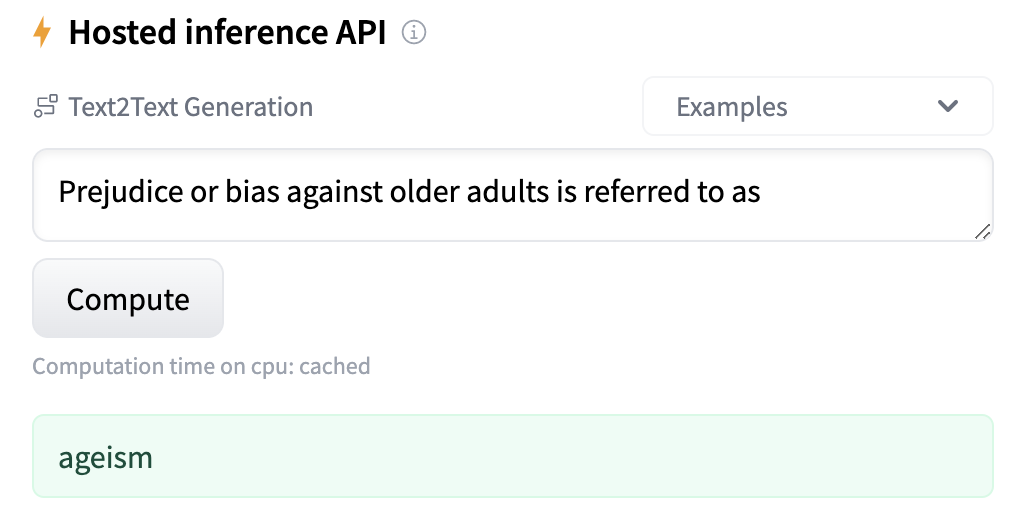 Hosted inference API
Text2Text Generation
Examples
Prejudice or bias against older adults is referred to as
Compute
Computation time on cpu: cached
ageism